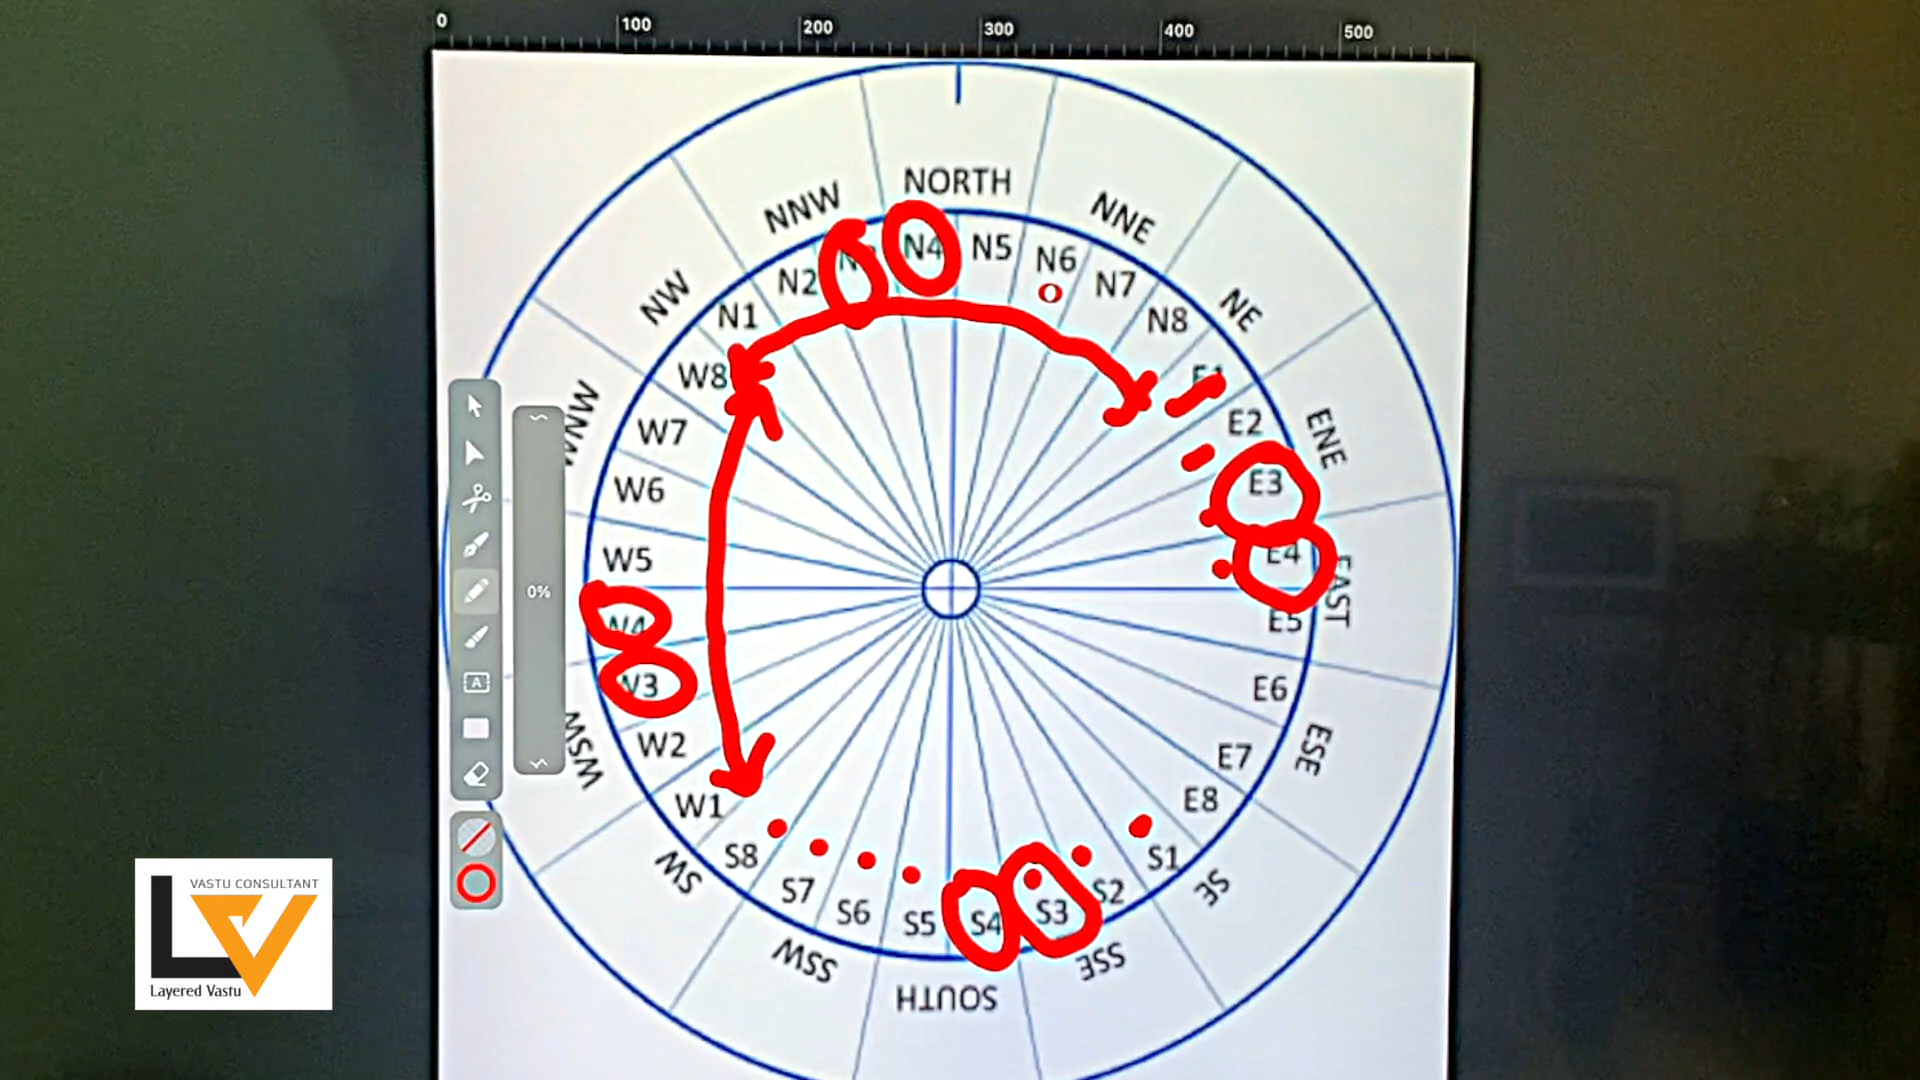 0 100 200 300 400 500
NORTH
NNW
NNE
NW
NE
N1 N2 N4 N5 N6 N7 N8
W8
E2
ENE
W7
E3
W6
W5
E4
EAST
E5
0%
W2
E6
WSW
ESE
E7
W1
E8
S8 S7 S6 S5 S4 S3 S2 S1
SW
SE
SSW
SSE
SOUTH
VASTU CONSULTANT
LV
Layered Vastu